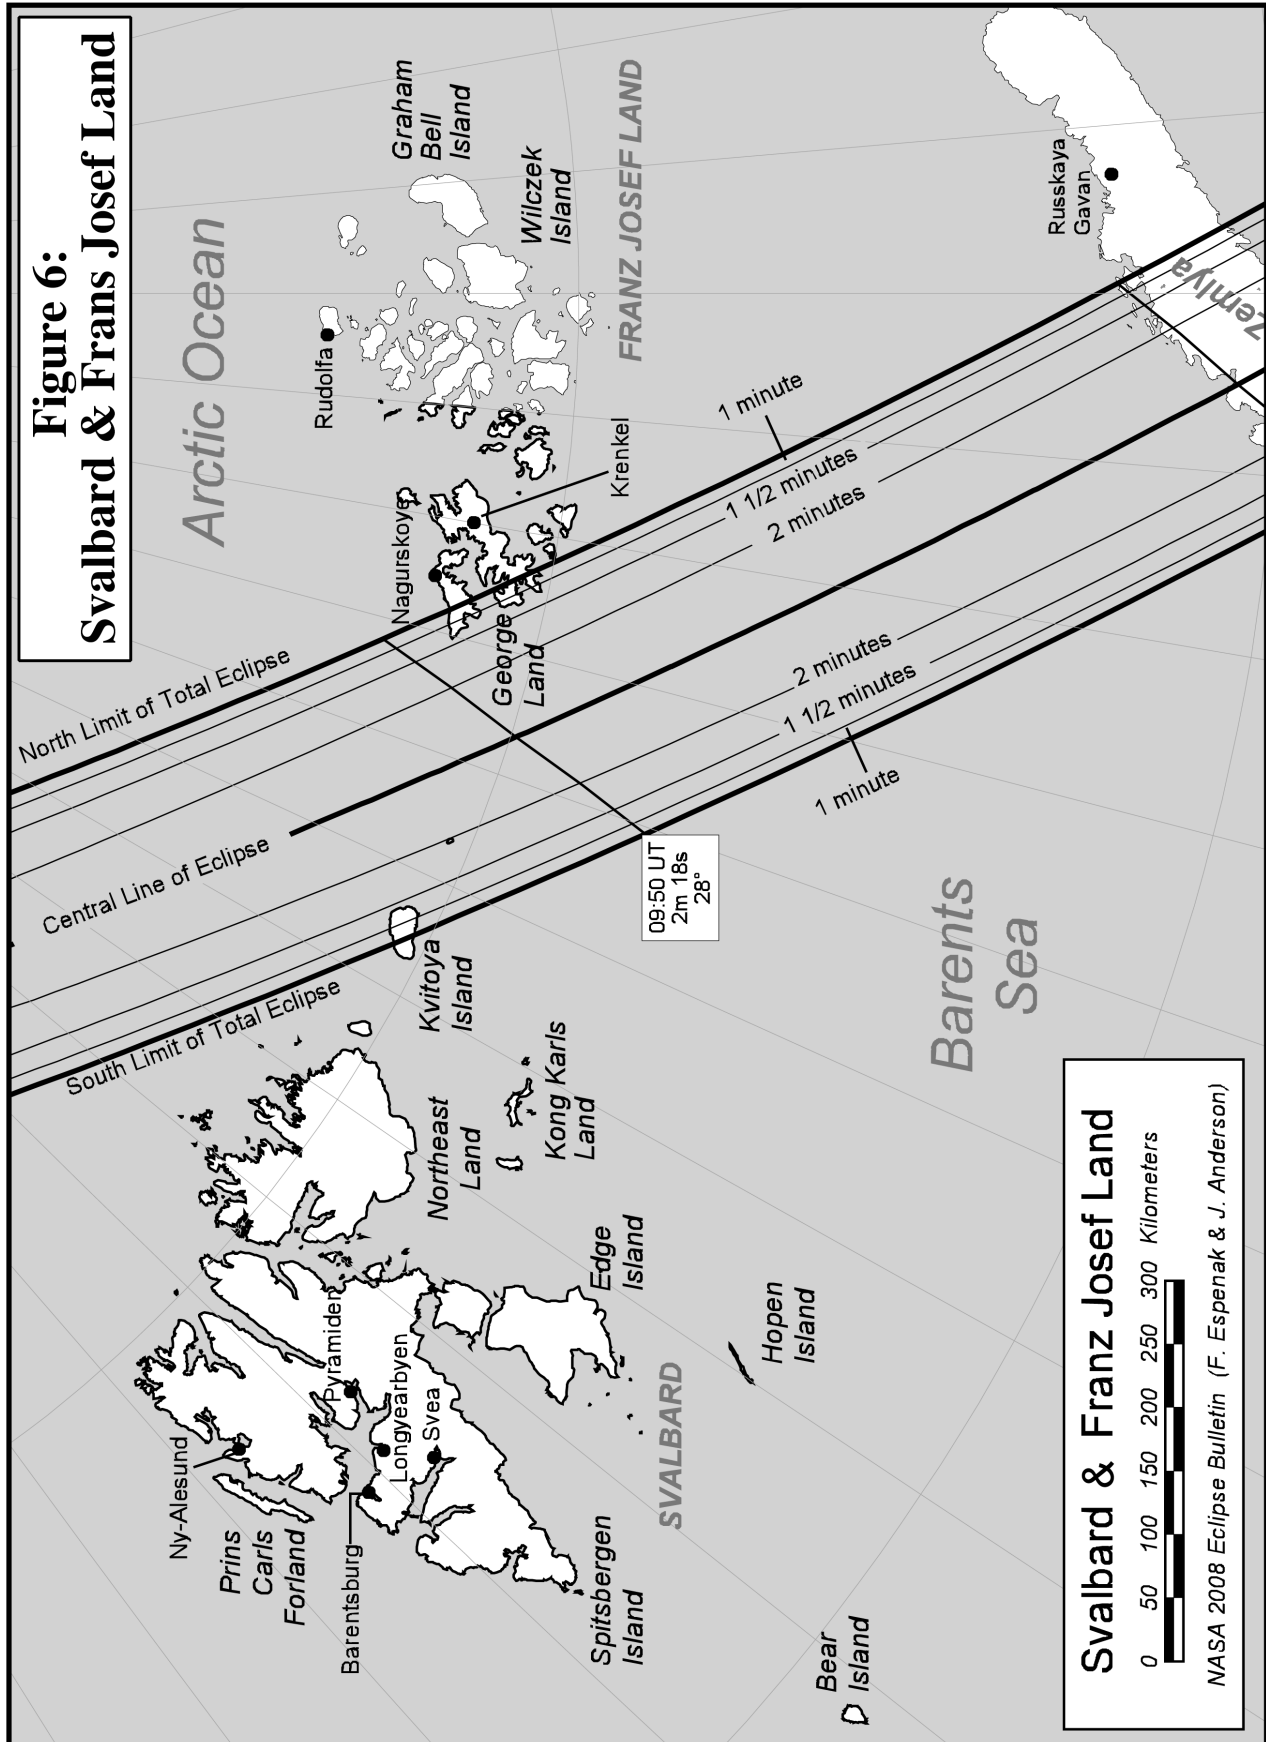 Figure 6:
Svalbard & Frans Josef Land
Arctic Ocean
Graham
Bell
Island
Wilczek
Island
FRANZ JOSEF LAND
Rudolfa
Nagurskoye
Krenkel
George
Land
Russkaya
Gavan
Zemlya
North Limit of Total Eclipse
Central Line of Eclipse
South Limit of Total Eclipse
1 minute
1 1/2 minutes
2 minutes
2 minutes
1 1/2 minutes
1 minute
09:50 UT
2m 18s
28°
Kvitoya
Island
Northeast
Land
Kong Karls
Land
Edge
Island
Hopen
Island
Barents
Sea
SVALBARD
Pyramiden
Longyearbyen
Svea
Ny-Alesund
Prins
Carls
Forland
Barentsburg
Spitsbergen
Island
Bear
Island
Svalbard & Franz Josef Land
0 50 100 150 200 250 300 Kilometers
NASA 2008 Eclipse Bulletin (F. Espenak & J. Anderson)